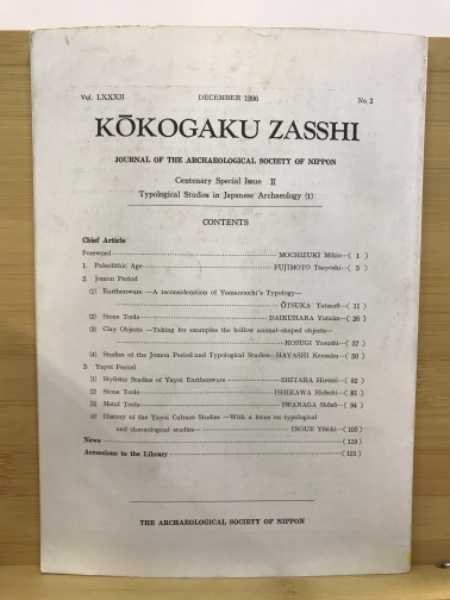 Vol. LXXXII DECEMBER 1996 No. 2
KŌKOGAKU ZASSHI
JOURNAL OF THE ARCHAEOLOGICAL SOCIETY OF NIPPON
Centenary Special Issue Ⅱ
Typological Studies in Japanese Archaeology (1)
CONTENTS
Chief Article
Foreword MOCHIZUKI Mikio ( 1 )
1. Paleolithic Age FUJIMOTO Tsuyoshi ( 5 )
2. Jomon Period
(1) Earthenware —A reconsideration of Yamanouchi's Typology—
ŌTSUKA Tatsurō ( 11 )
(2) Stone Tools DAIKUHARA Yutaka ( 26 )
(3) Clay Objects —Taking for examples the hollow animal-shaped objects—
KOSUGI Yasushi ( 37 )
(4) Studies of the Jomon Period and Typological Studies HAYASHI Kensaku ( 50 )
3. Yayoi Period
(1) Stylistic Studies of Yayoi Earthenware SHITARA Hiromi ( 62 )
(2) Stone Tools ISHIKAWA Hideshi ( 81 )
(3) Metal Tools IWANAGA Shōzō ( 94 )
(4) History of the Yayoi Culture Studies —With a focus on typological
and chronological studies— INOUE Yōichi ( 103 )
News ( 119 )
Accessions to the Library ( 121 )
THE ARCHAEOLOGICAL SOCIETY OF NIPPON